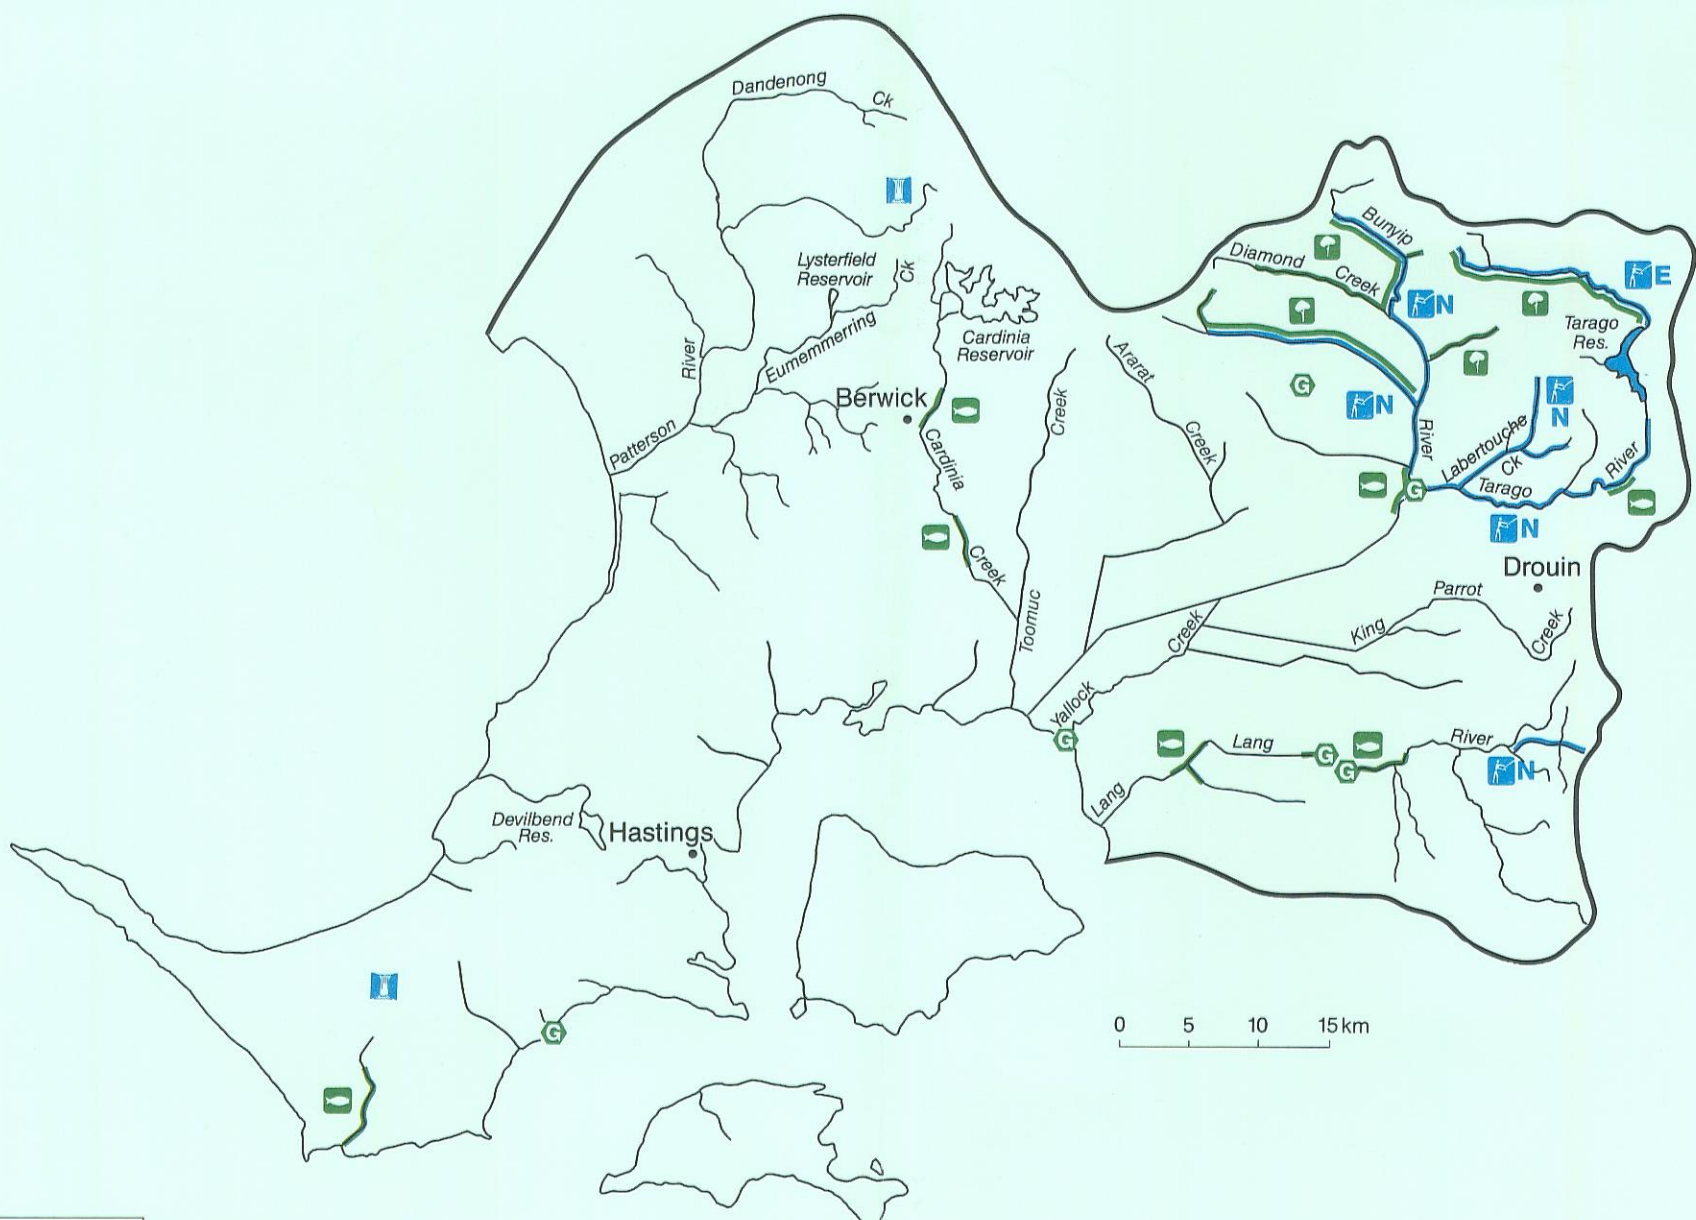 Dandenong
Ck
Bunyip
Diamond
Creek
Lysterfield
Reservoir
Ck
E
N
Tarago
Res.
Cardinia
Reservoir
Eumemmerring
River
Ararat
Creek
Berwick
G
N
N
Creek
River
Labertouche
Ck
Patterson
Cardinia
Creek
G
Tarago
River
N
Creek
Drouin
Toomuc
Parrot
King
Creek
Creek
Yallock
G
Lang
G
G
River
N
Lang
Devilbend
Res.
Hastings
G
0 5 10 15 km